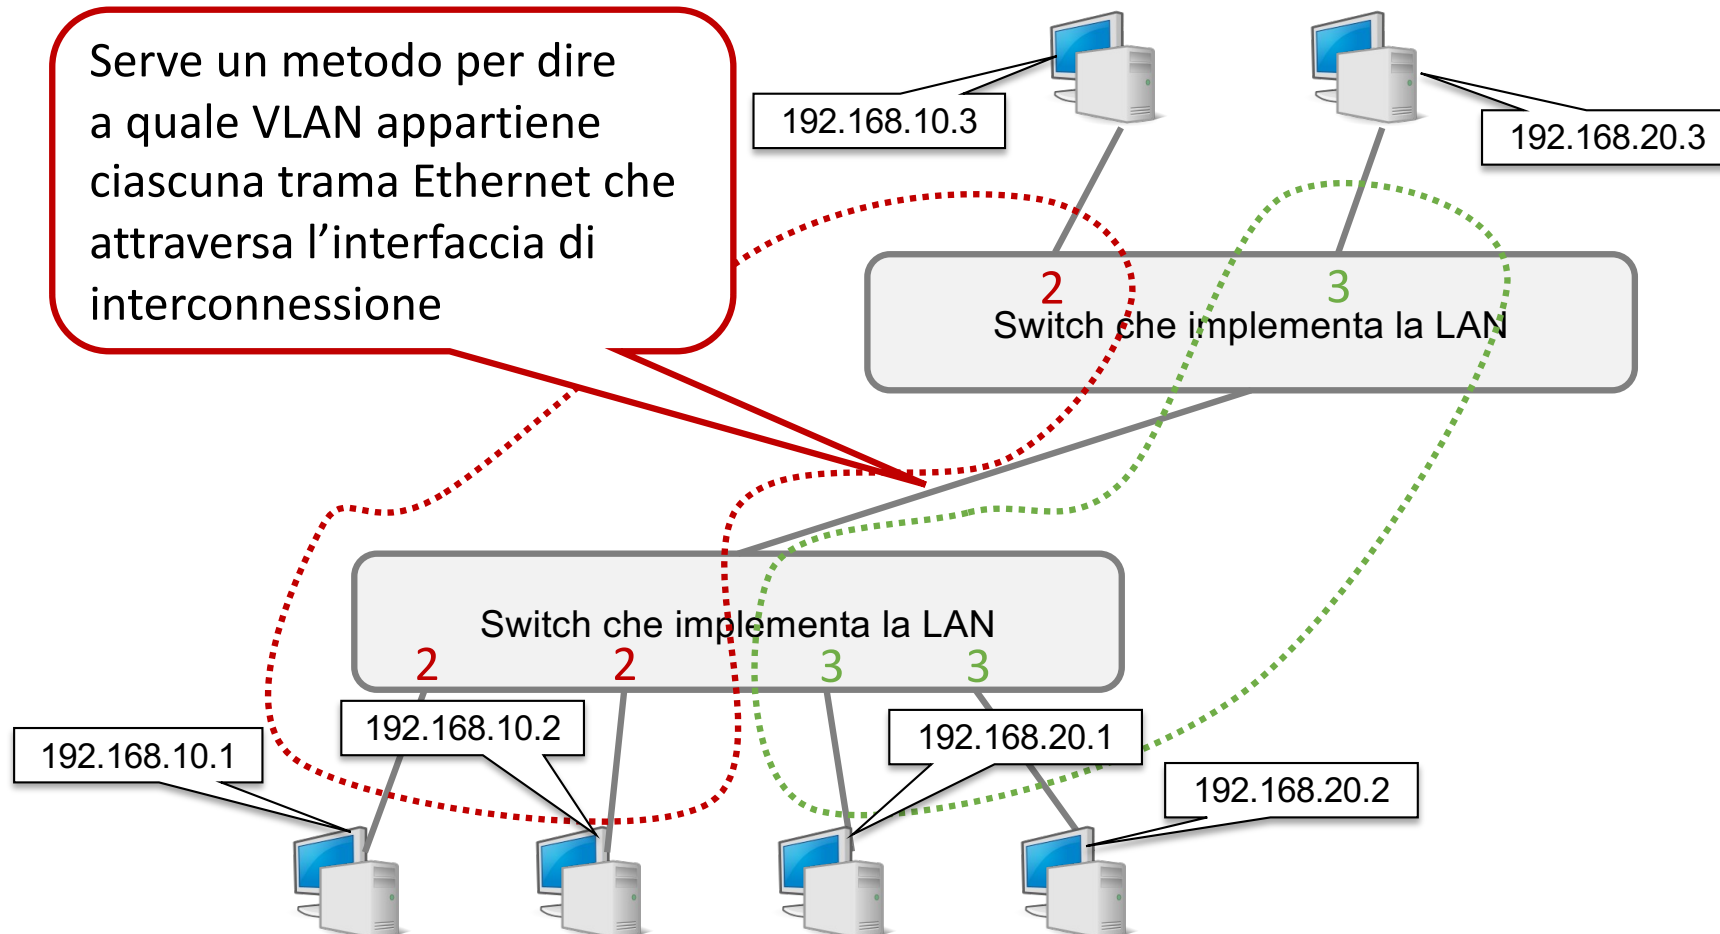 Serve un metodo per dire
a quale VLAN appartiene
ciascuna trama Ethernet che
attraversa l’interfaccia di
interconnessione
192.168.10.3
192.168.20.3
2
3
Switch che implementa la LAN
Switch che implementa la LAN
2
2
3
3
192.168.10.1
192.168.10.2
192.168.20.1
192.168.20.2